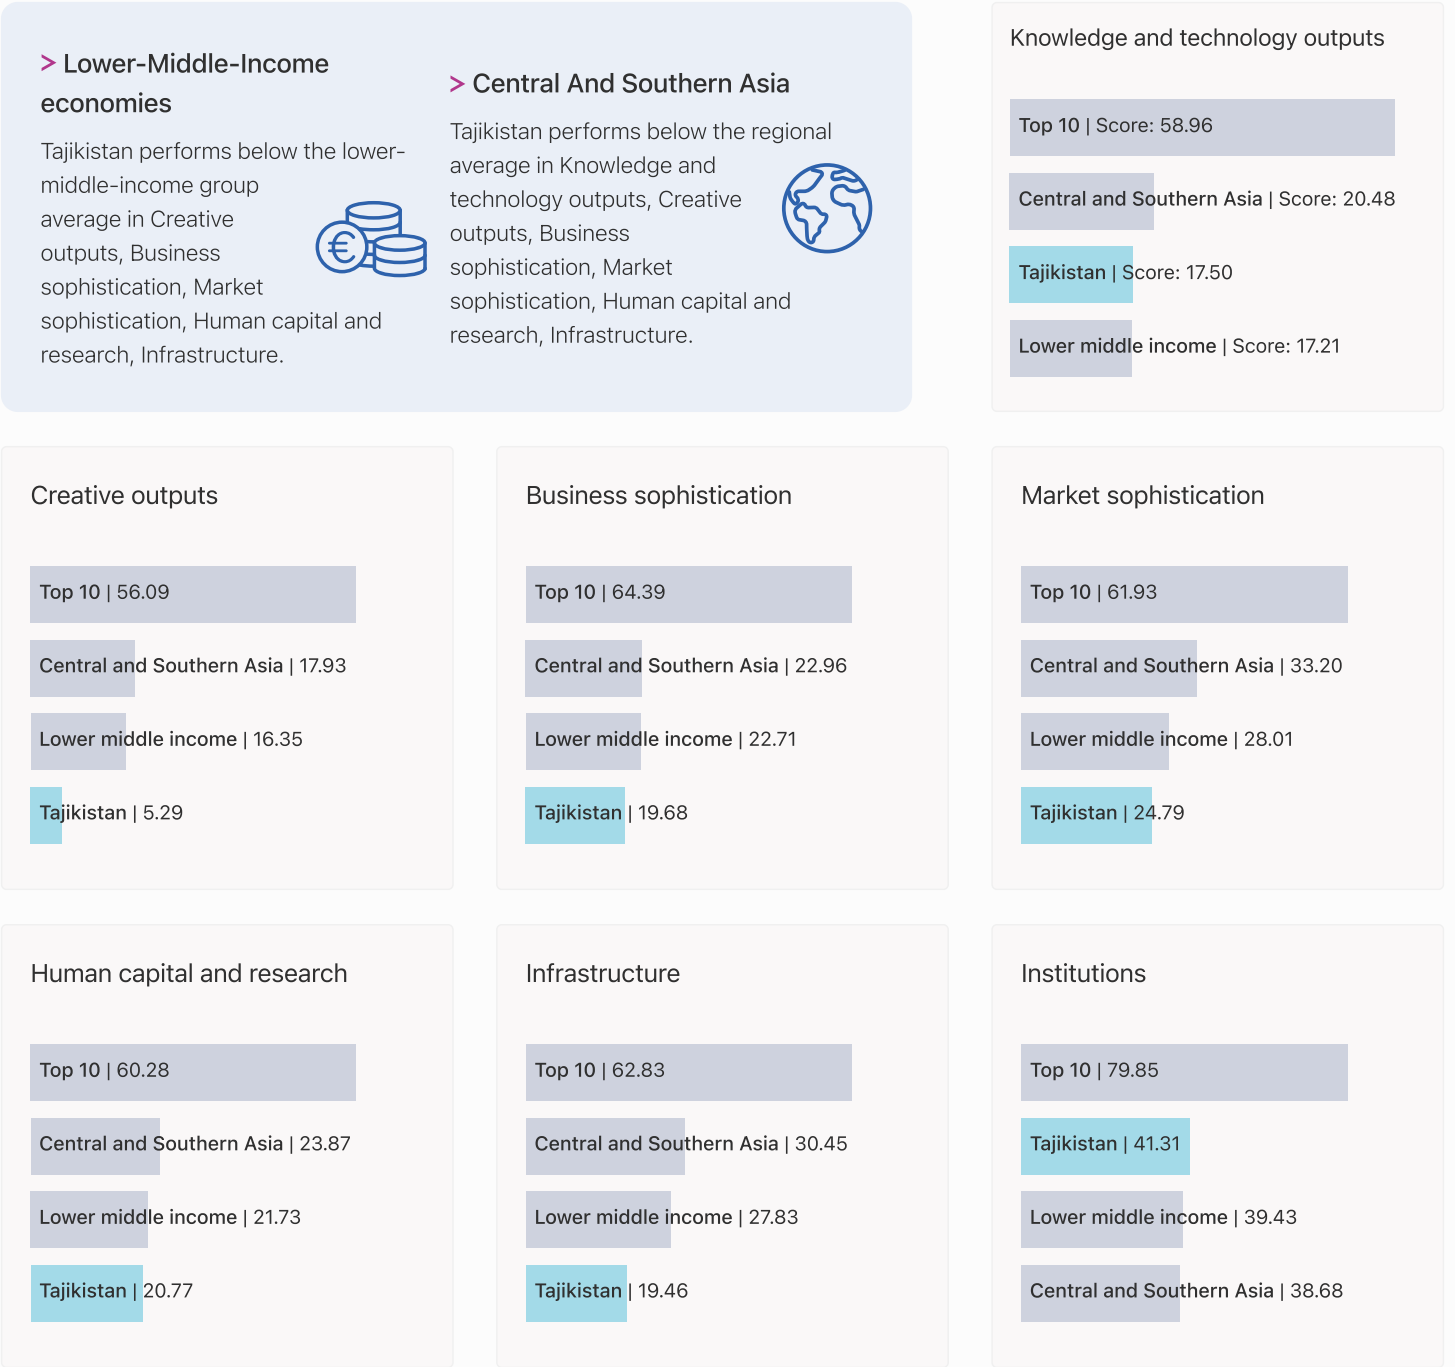 > Lower-Middle-Income
economies
Tajikistan performs below the lower-
middle-income group
average in Creative
outputs, Business
sophistication, Market
sophistication, Human capital and
research, Infrastructure.
> Central And Southern Asia
Tajikistan performs below the regional
average in Knowledge and
technology outputs, Creative
outputs, Business
sophistication, Market
sophistication, Human capital and
research, Infrastructure.
Knowledge and technology outputs
Top 10 | Score: 58.96
Central and Southern Asia | Score: 20.48
Tajikistan | Score: 17.50
Lower middle income | Score: 17.21
Creative outputs
Top 10 | 56.09
Central and Southern Asia | 17.93
Lower middle income | 16.35
Tajikistan | 5.29
Business sophistication
Top 10 | 64.39
Central and Southern Asia | 22.96
Lower middle income | 22.71
Tajikistan | 19.68
Market sophistication
Top 10 | 61.93
Central and Southern Asia | 33.20
Lower middle income | 28.01
Tajikistan | 24.79
Human capital and research
Top 10 | 60.28
Central and Southern Asia | 23.87
Lower middle income | 21.73
Tajikistan | 20.77
Infrastructure
Top 10 | 62.83
Central and Southern Asia | 30.45
Lower middle income | 27.83
Tajikistan | 19.46
Institutions
Top 10 | 79.85
Tajikistan | 41.31
Lower middle income | 39.43
Central and Southern Asia | 38.68